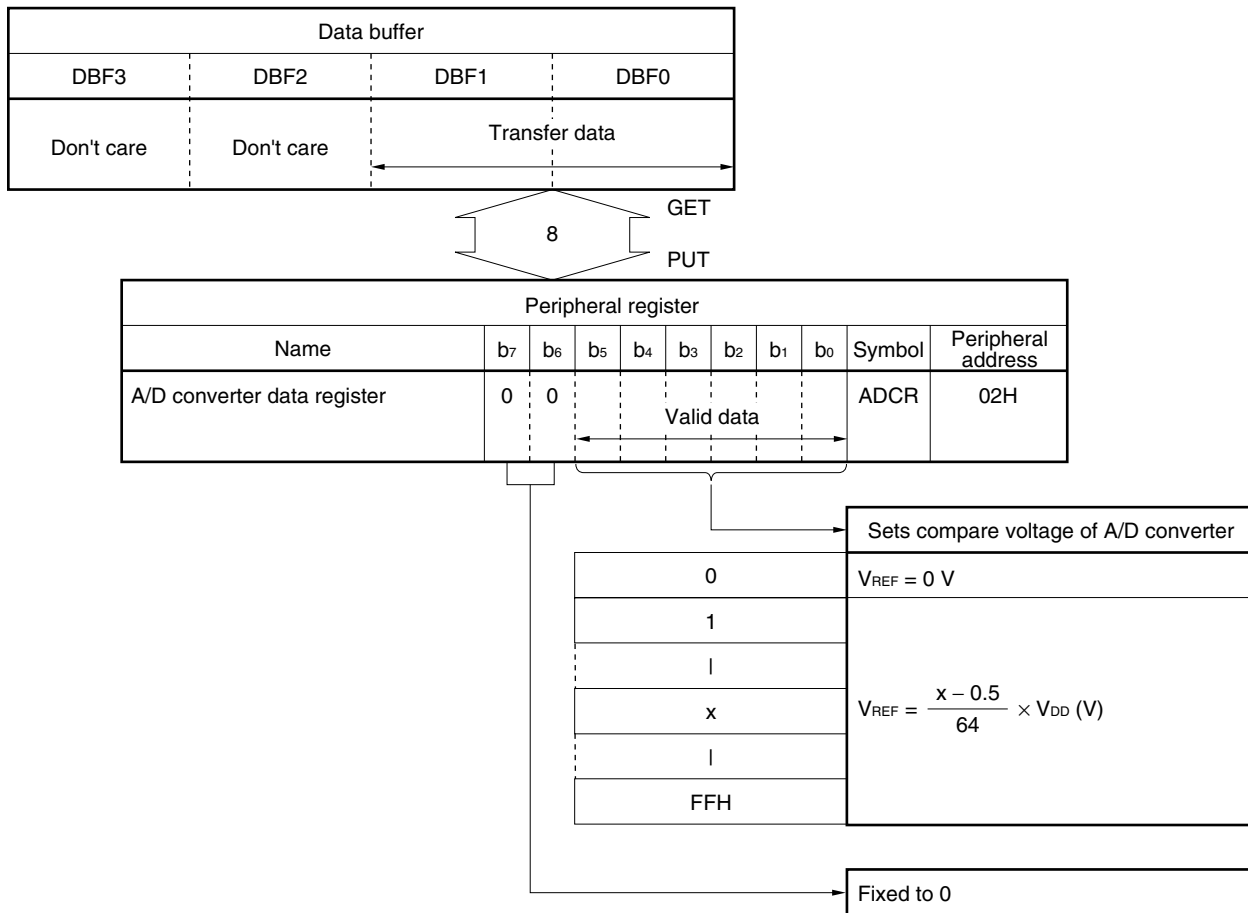 Data buffer
DBF3 DBF2 DBF1 DBF0
Don't care Don't care Transfer data
GET
8
PUT
Peripheral register
Name b7 b6 b5 b4 b3 b2 b1 b0 Symbol Peripheral address
A/D converter data register 0 0 Valid data ADCR 02H
Sets compare voltage of A/D converter
0 VREF = 0 V
1
|
x VREF = x – 0.5 / 64 × VDD (V)
|
FFH
Fixed to 0